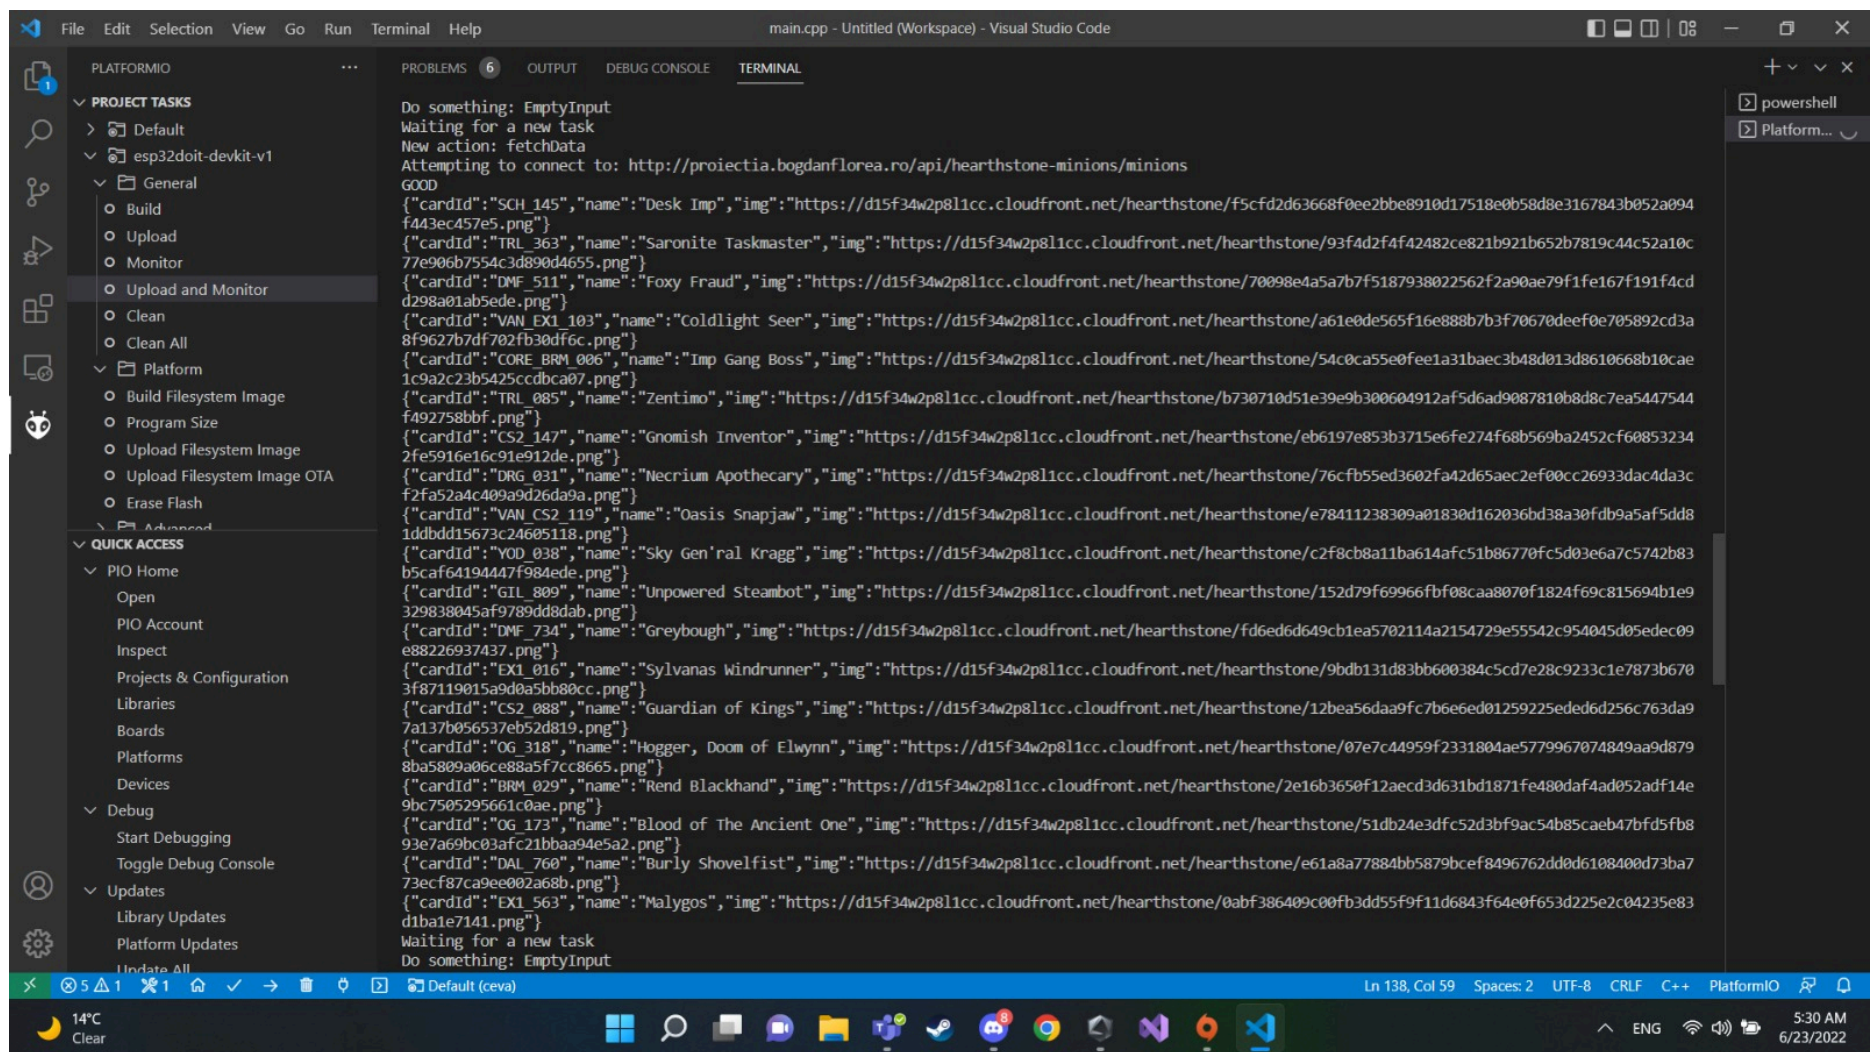 File Edit Selection View Go Run Terminal Help
main.cpp - Untitled (Workspace) - Visual Studio Code
PLATFORMIO
PROJECT TASKS
Default
esp32doit-devkit-v1
General
Build
Upload
Monitor
Upload and Monitor
Clean
Clean All
Platform
Build Filesystem Image
Program Size
Upload Filesystem Image
Upload Filesystem Image OTA
Erase Flash
Advanced
QUICK ACCESS
PIO Home
Open
PIO Account
Inspect
Projects & Configuration
Libraries
Boards
Platforms
Devices
Debug
Start Debugging
Toggle Debug Console
Updates
Library Updates
Platform Updates
Update All
PROBLEMS 6 OUTPUT DEBUG CONSOLE TERMINAL
Do something: EmptyInput
Waiting for a new task
New action: fetchData
Attempting to connect to: http://proiectia.bogdanflorea.ro/api/hearthstone-minions/minions
GOOD
{"cardId":"SCH_145","name":"Desk Imp","img":"https://d15f34w2p8l1cc.cloudfront.net/hearthstone/f5cfd2d63668f0ee2bbe8910d17518e0b58d8e3167843b052a094
f443ec457e5.png"}
{"cardId":"TRL_363","name":"Saronite Taskmaster","img":"https://d15f34w2p8l1cc.cloudfront.net/hearthstone/93f4d2f4f42482ce821b921b652b7819c44c52a10c
77e906b7554c3d890d4655.png"}
{"cardId":"DMF_511","name":"Foxy Fraud","img":"https://d15f34w2p8l1cc.cloudfront.net/hearthstone/70098e4a5a7b7f5187938022562f2a90ae79f1fe167f191f4cd
d298a01ab5ede.png"}
{"cardId":"VAN_EX1_103","name":"Coldlight Seer","img":"https://d15f34w2p8l1cc.cloudfront.net/hearthstone/a61e0de565f16e888b7b3f70670deef0e705892cd3a
8f9627b7df702fb30df6c.png"}
{"cardId":"CORE_BRM_006","name":"Imp Gang Boss","img":"https://d15f34w2p8l1cc.cloudfront.net/hearthstone/54c0ca55e0fee1a31baec3b48d013d8610668b10cae
1c9a2c23b5425ccdbca07.png"}
{"cardId":"TRL_085","name":"Zentimo","img":"https://d15f34w2p8l1cc.cloudfront.net/hearthstone/b730710d51e39e9b300604912af5d6ad9087810b8d8c7ea5447544
f492758bbf.png"}
{"cardId":"CS2_147","name":"Gnomish Inventor","img":"https://d15f34w2p8l1cc.cloudfront.net/hearthstone/eb6197e853b3715e6fe274f68b569ba2452cf60853234
2fe5916e16c91e912de.png"}
{"cardId":"DRG_031","name":"Necrium Apothecary","img":"https://d15f34w2p8l1cc.cloudfront.net/hearthstone/76cfb55ed3602fa42d65aec2ef00cc26933dac4da3c
f2fa52a4c409a9d26da9a.png"}
{"cardId":"VAN_CS2_119","name":"Oasis Snapjaw","img":"https://d15f34w2p8l1cc.cloudfront.net/hearthstone/e78411238309a01830d162036bd38a30fdb9a5af5dd8
1ddbdd15673c24605118.png"}
{"cardId":"YOD_038","name":"Sky Gen'ral Kragg","img":"https://d15f34w2p8l1cc.cloudfront.net/hearthstone/c2f8cb8a11ba614afc51b86770fc5d03e6a7c5742b83
b5caf64194447f984ede.png"}
{"cardId":"GIL_809","name":"Unpowered Steambot","img":"https://d15f34w2p8l1cc.cloudfront.net/hearthstone/152d79f69966fbf08caa8070f1824f69c815694b1e9
329838045af9789dd8dab.png"}
{"cardId":"DMF_734","name":"Greybough","img":"https://d15f34w2p8l1cc.cloudfront.net/hearthstone/fd6ed6d649cb1ea5702114a2154729e55542c954045d05edec09
e88226937437.png"}
{"cardId":"EX1_016","name":"Sylvanas Windrunner","img":"https://d15f34w2p8l1cc.cloudfront.net/hearthstone/9bdb131d83bb600384c5cd7e28c9233c1e7873b670
3f87119015a9d0a5bb80cc.png"}
{"cardId":"CS2_088","name":"Guardian of Kings","img":"https://d15f34w2p8l1cc.cloudfront.net/hearthstone/12bea56daa9fc7b6e6ed01259225eded6d256c763da9
7a137b056537eb52d819.png"}
{"cardId":"OG_318","name":"Hogger, Doom of Elwynn","img":"https://d15f34w2p8l1cc.cloudfront.net/hearthstone/07e7c44959f2331804ae5779967074849aa9d879
8ba5809a06ce88a5f7cc8665.png"}
{"cardId":"BRM_029","name":"Rend Blackhand","img":"https://d15f34w2p8l1cc.cloudfront.net/hearthstone/2e16b3650f12aecd3d631bd1871fe480daf4ad052adf14e
9bc7505295661c0ae.png"}
{"cardId":"OG_173","name":"Blood of The Ancient One","img":"https://d15f34w2p8l1cc.cloudfront.net/hearthstone/51db24e3dfc52d3bf9ac54b85caeb47bfd5fb8
93e7a69bc03afc21bbaa94e5a2.png"}
{"cardId":"DAL_760","name":"Burly Shovelfist","img":"https://d15f34w2p8l1cc.cloudfront.net/hearthstone/e61a8a77884bb5879bcef8496762dd0d6108400d73ba7
73ecf87ca9ee002a68b.png"}
{"cardId":"EX1_563","name":"Malygos","img":"https://d15f34w2p8l1cc.cloudfront.net/hearthstone/0abf386409c00fb3dd55f9f11d6843f64e0f653d225e2c04235e83
d1ba1e7141.png"}
Waiting for a new task
Do something: EmptyInput
powershell
Platform...
5 1 1 Default (ceva)
Ln 138, Col 59 Spaces: 2 UTF-8 CRLF C++ PlatformIO
14°C
Clear
ENG
5:30 AM
6/23/2022